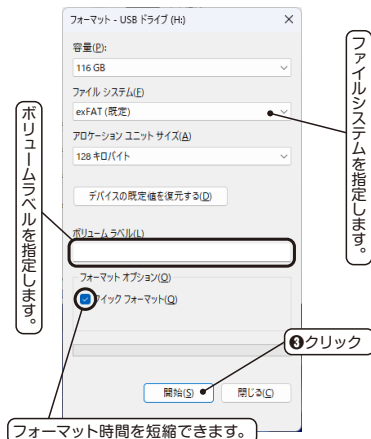 フォーマット - USB ドライブ (H:)
容量(P):
116 GB
ファイル システム(F)
exFAT (既定)
アロケーション ユニット サイズ(A)
128 キロバイト
デバイスの既定値を復元する(D)
ボリューム ラベル(L)
フォーマット オプション(O)
クイック フォーマット(Q)
開始(S)
閉じる(C)
ファイルシステムを指定します。
ボリュームラベルを指定します。
❸クリック
フォーマット時間を短縮できます。